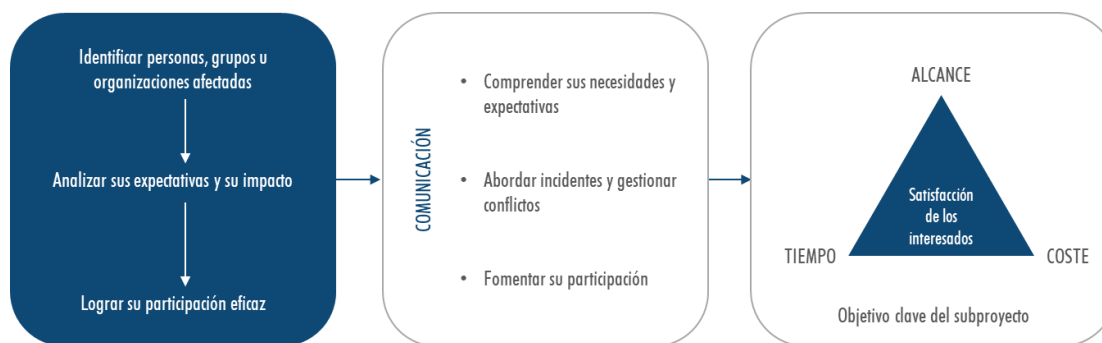 Identificar personas, grupos u
organizaciones afectadas
Analizar sus expectativas y su impacto
Lograr su participación eficaz
COMUNICACIÓN
• Comprender sus necesidades y
expectativas
• Abordar incidentes y gestionar
conflictos
• Fomentar su participación
ALCANCE
Satisfacción
de los
interesados
TIEMPO
COSTE
Objetivo clave del subproyecto